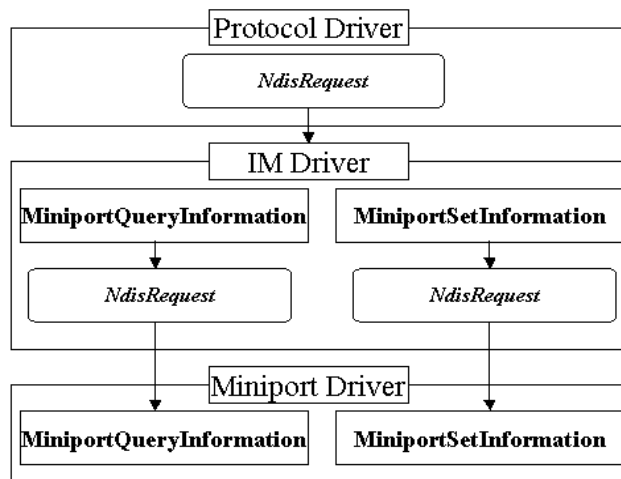 Protocol Driver
NdisRequest
IM Driver
MiniportQueryInformation
MiniportSetInformation
NdisRequest
NdisRequest
Miniport Driver
MiniportQueryInformation
MiniportSetInformation